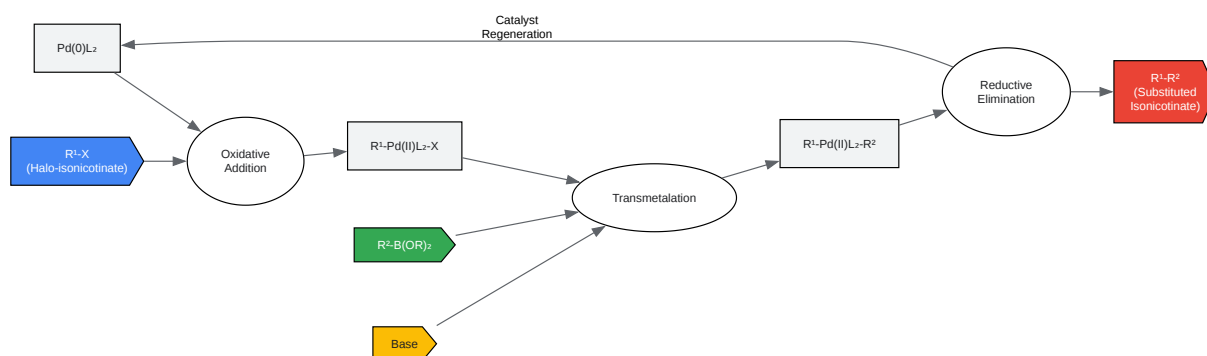 Catalyst
Regeneration
Pd(0)L₂
Reductive
Elimination
R¹-R²
(Substituted
Isonicotinate)
R¹-X
(Halo-isonicotinate)
Oxidative
Addition
R¹-Pd(II)L₂-X
R¹-Pd(II)L₂-R²
Transmetalation
R²-B(OR)₂
Base